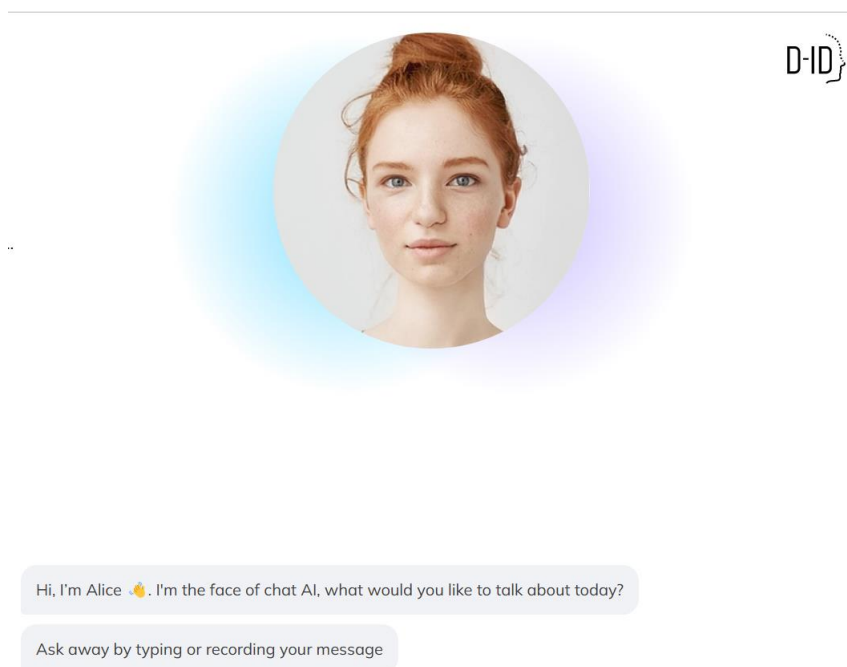 D-ID
..
Hi, I'm Alice 👋. I'm the face of chat AI, what would you like to talk about today?
Ask away by typing or recording your message